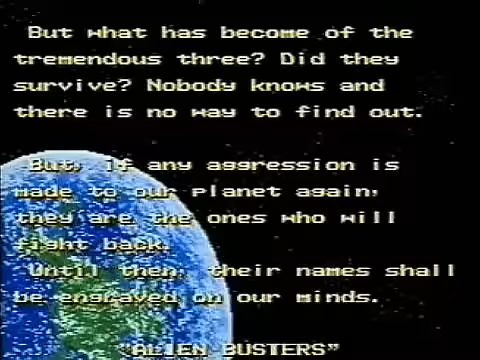 But what has become of the
tremendous three? Did they
survive? Nobody knows and
there is no way to find out.
But, if any aggression is
made to our planet again,
they are the ones who will
fight back.
Until then, their names shall
be engraved on our minds.
"ALIEN BUSTERS"